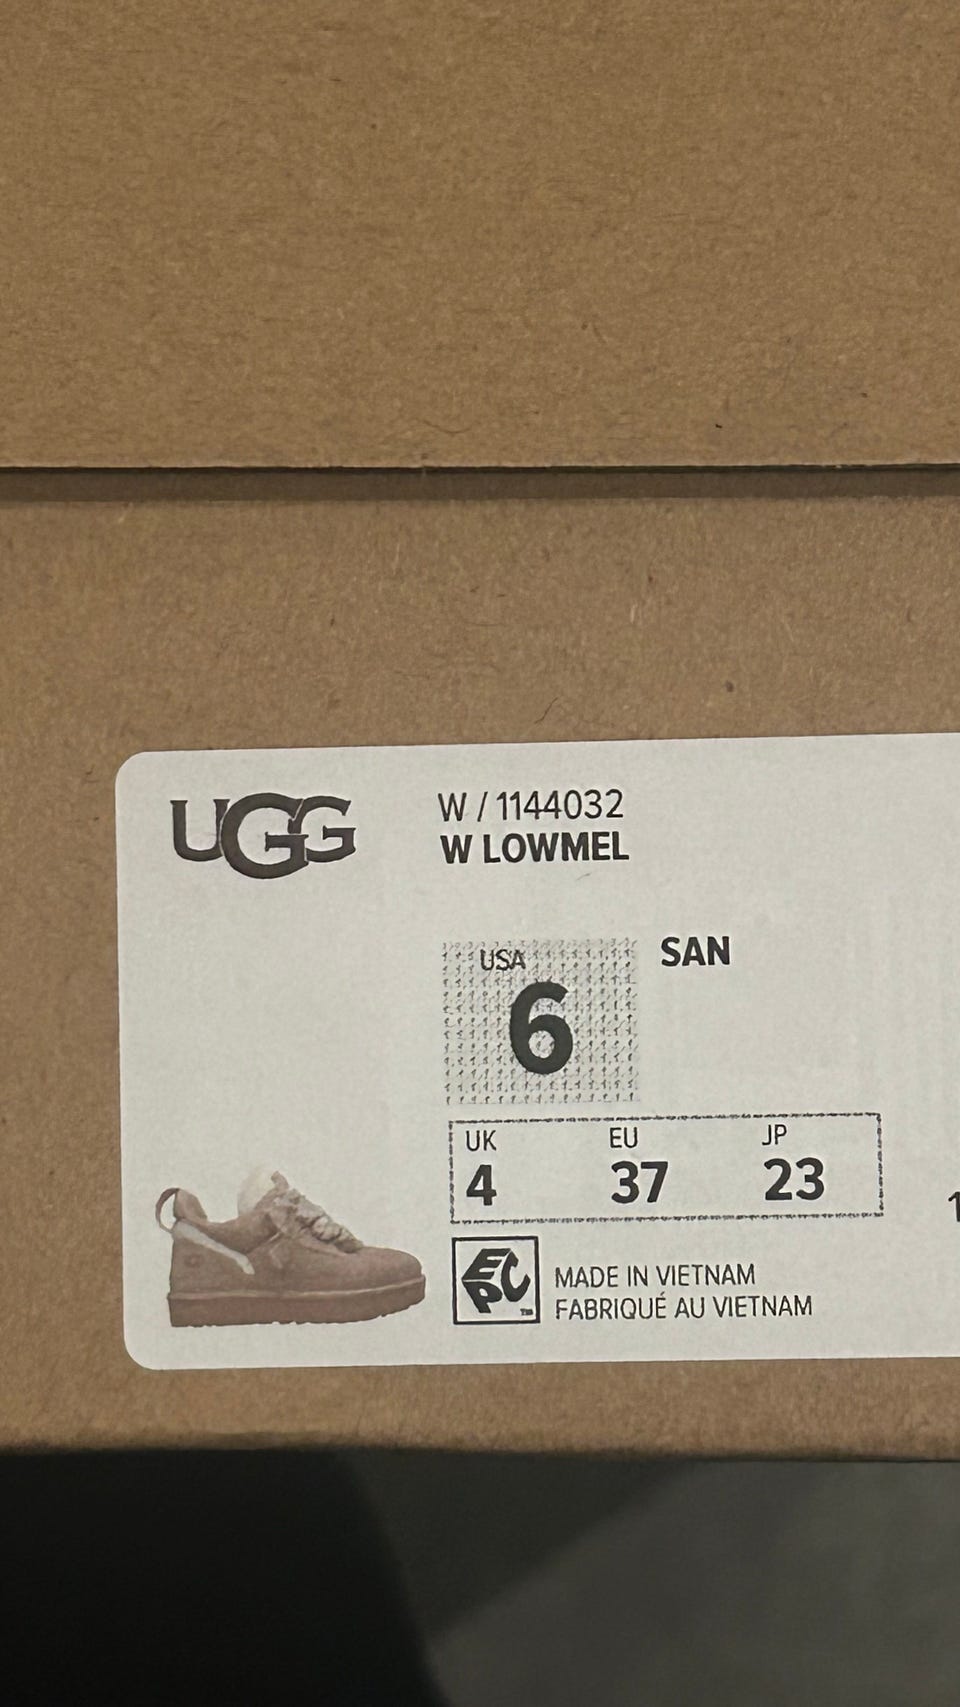 UGG
W / 1144032
W LOWMEL
USA
6
SAN
UK EU JP
4 37 23
EPC
TM
MADE IN VIETNAM
FABRIQUÉ AU VIETNAM